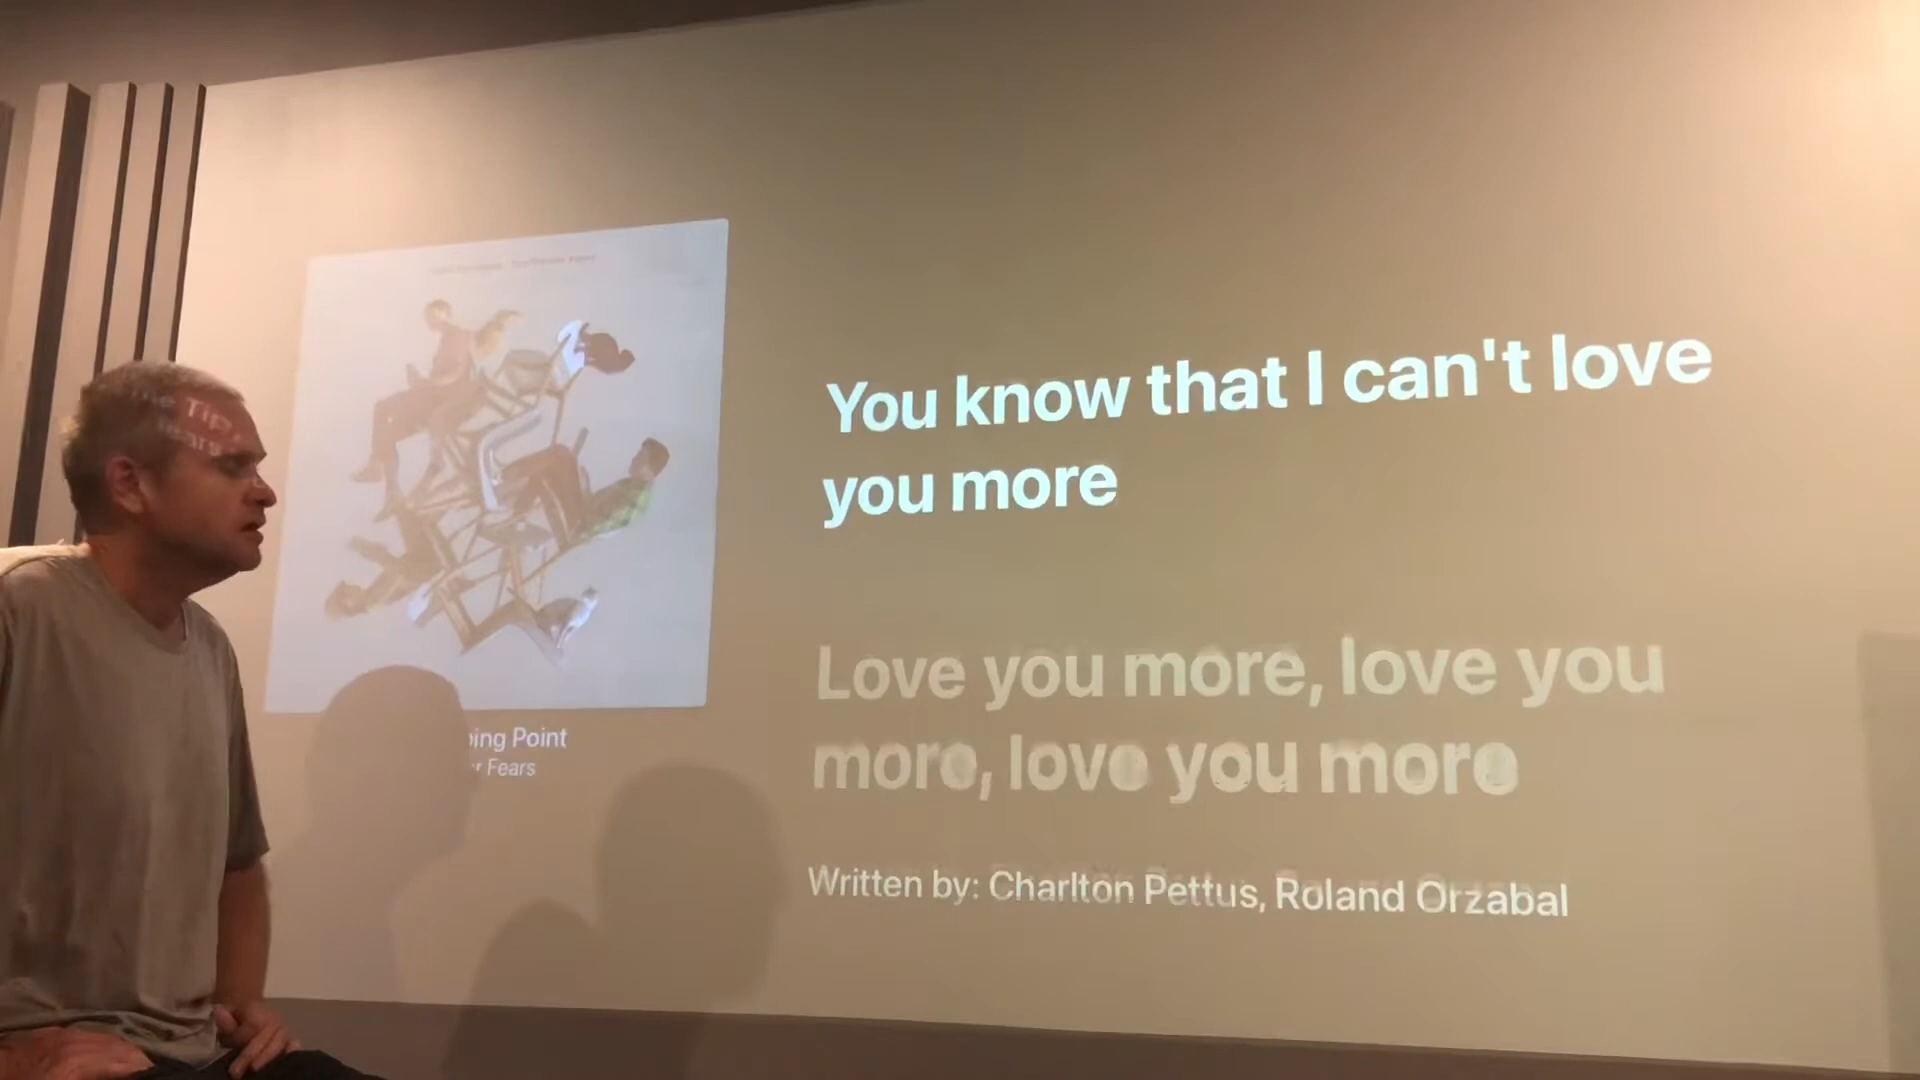 You know that I can't love
you more
Love you more, love you
more, love you more
Written by: Charlton Pettus, Roland Orzabal
ping Point
r Fears